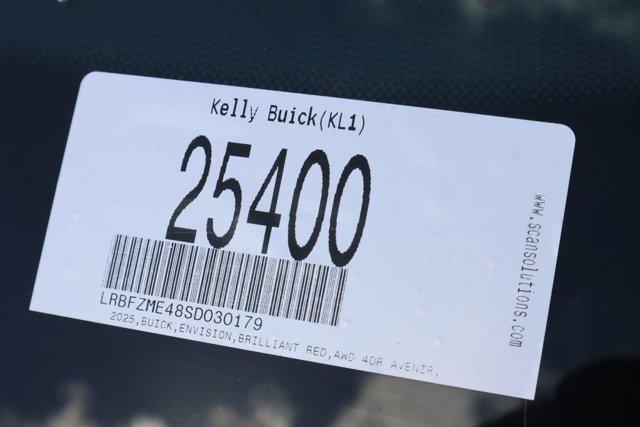 Kelly Buick(KL1)
25400
LRBFZME48SD030179
2025,BUICK,ENVISION,BRILLIANT RED,AWD 4DR AVENIR,
www.scansolutions.com